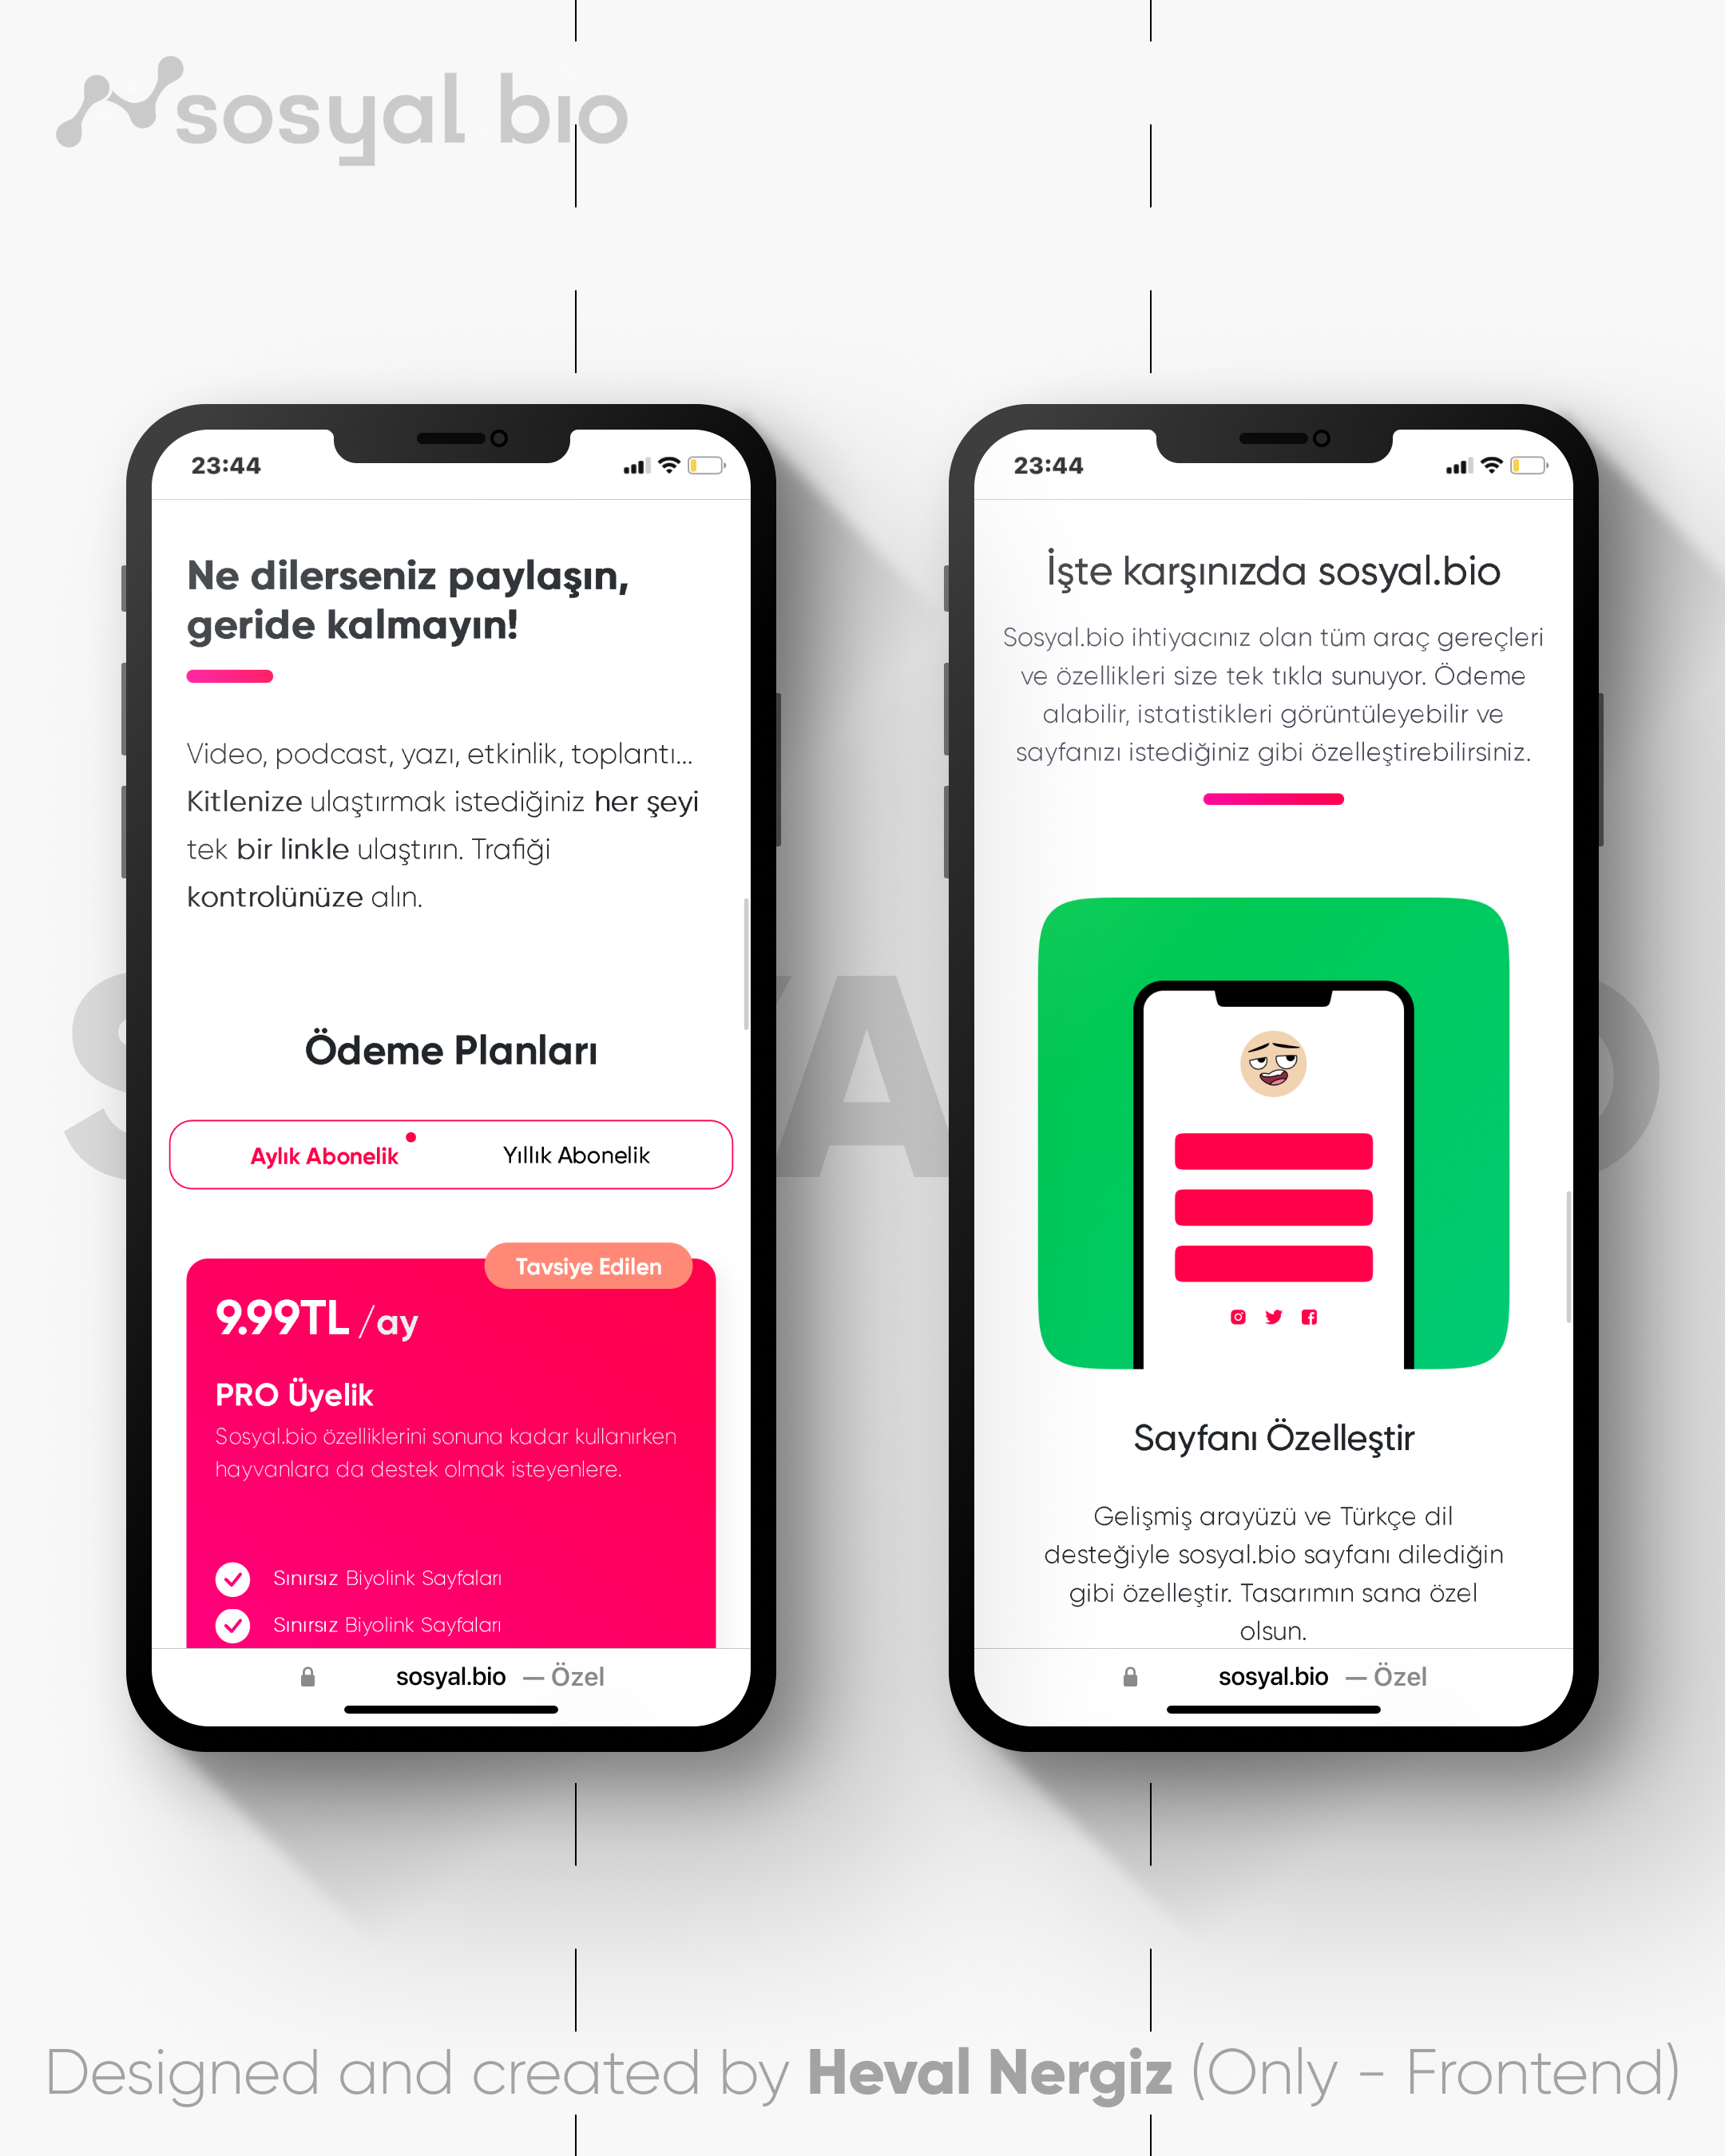 sosyal.bio
23:44
Ne dilerseniz paylaşın,
geride kalmayın!
Video, podcast, yazı, etkinlik, toplantı...
Kitlenize ulaştırmak istediğiniz her şeyi
tek bir linkle ulaştırın. Trafiği
kontrolünüze alın.
Ödeme Planları
Aylık Abonelik Yıllık Abonelik
Tavsiye Edilen
9.99TL /ay
PRO Üyelik
Sosyal.bio özelliklerini sonuna kadar kullanırken
hayvanlara da destek olmak isteyenlere.
Sınırsız Biyolink Sayfaları
Sınırsız Biyolink Sayfaları
sosyal.bio — Özel
23:44
İşte karşınızda sosyal.bio
Sosyal.bio ihtiyacınız olan tüm araç gereçleri
ve özellikleri size tek tıkla sunuyor. Ödeme
alabilir, istatistikleri görüntüleyebilir ve
sayfanızı istediğiniz gibi özelleştirebilirsiniz.
Sayfanı Özelleştir
Gelişmiş arayüzü ve Türkçe dil
desteğiyle sosyal.bio sayfanı dilediğin
gibi özelleştir. Tasarımın sana özel
olsun.
sosyal.bio — Özel
Designed and created by Heval Nergiz (Only - Frontend)